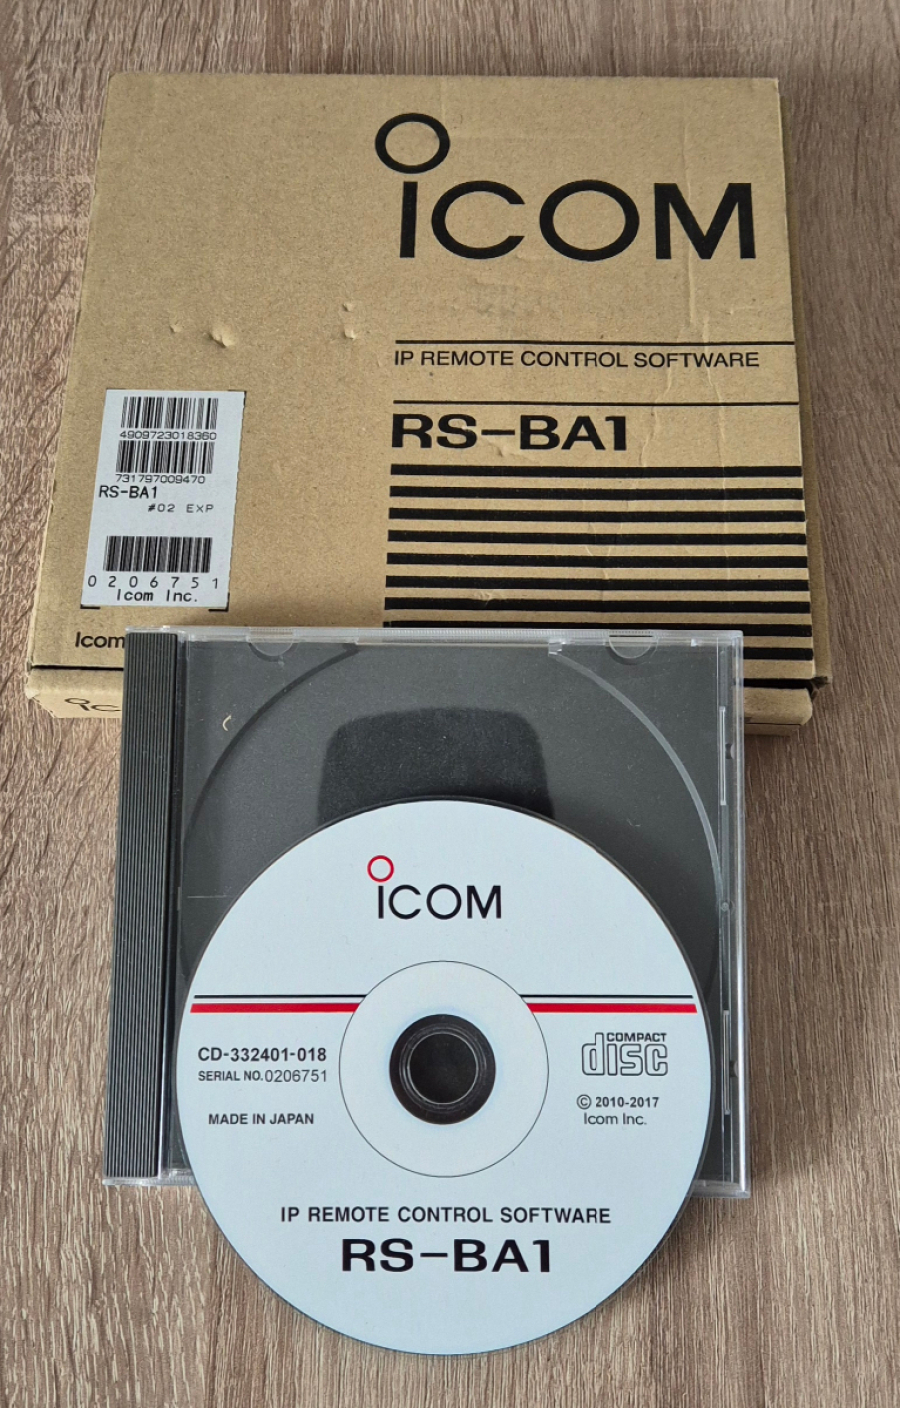 ICOM
IP REMOTE CONTROL SOFTWARE
RS-BA1
4909723018360
731797009470
RS-BA1
#02 EXP
0206751
Icom Inc.
Icom
ICOM
CD-332401-018
SERIAL NO.0206751
MADE IN JAPAN
COMPACT
disc
© 2010-2017
Icom Inc.
IP REMOTE CONTROL SOFTWARE
RS-BA1